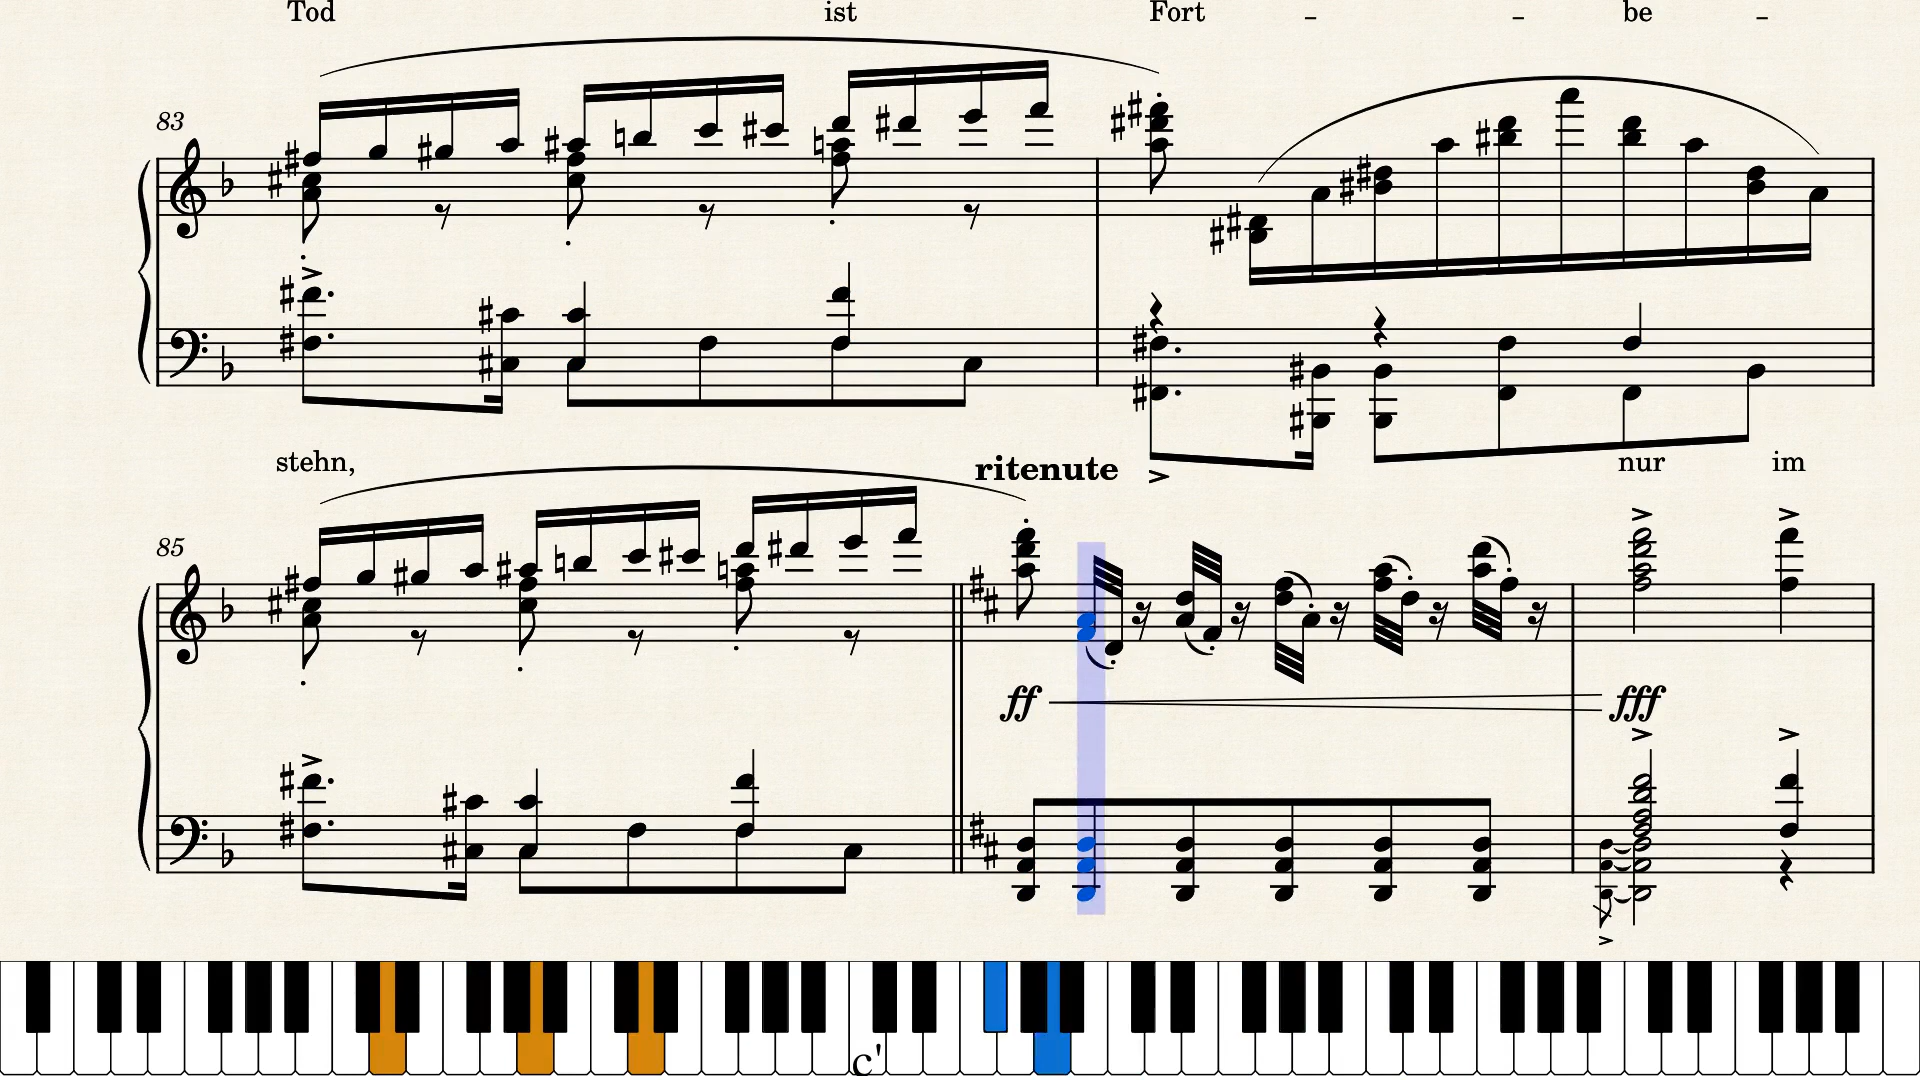 Tod ist Fort - - be -
83
stehn, ritenute nur im
85
ff fff
c'